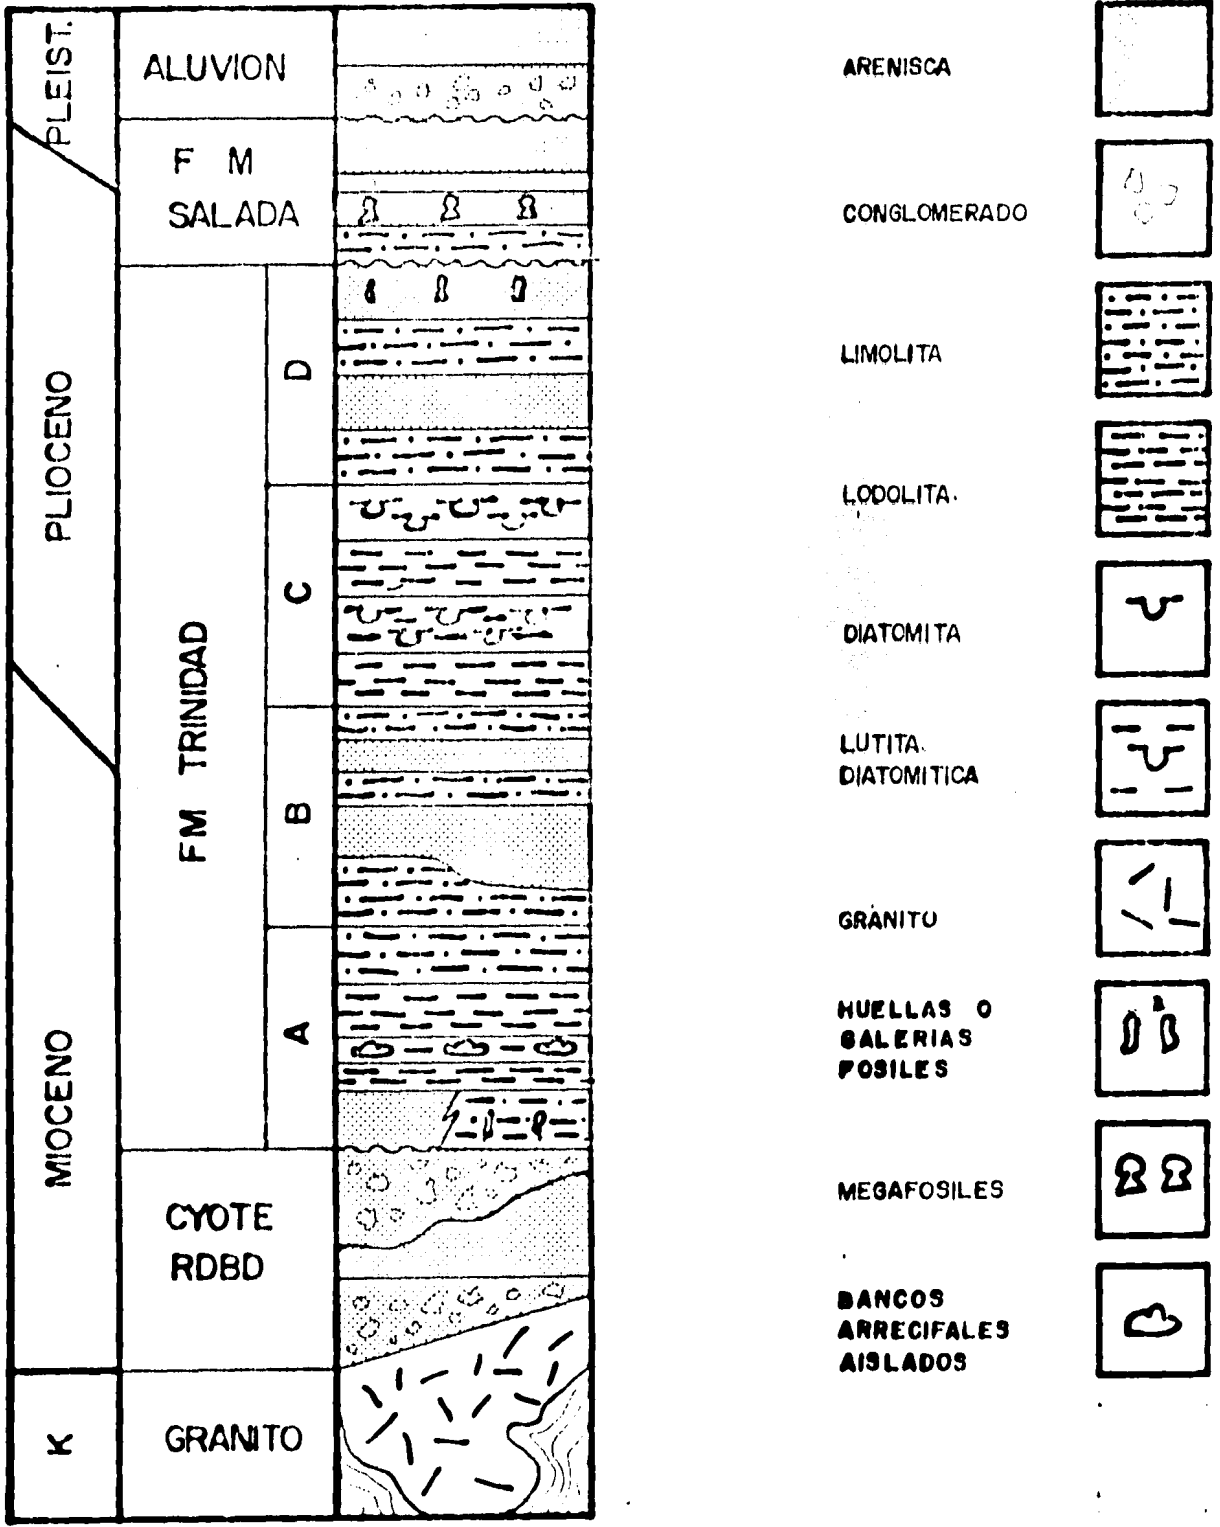 PLEIST.
PLIOCENO
MIOCENO
K
ALUVION
F M
SALADA
FM TRINIDAD
D
C
B
A
CYOTE
RDBD
GRANITO
ARENISCA
CONGLOMERADO
LIMOLITA
LODOLITA.
DIATOMITA
LUTITA.
DIATOMITICA
GRANITO
HUELLAS O
GALERIAS
FOSILES
MEGAFOSILES
BANCOS
ARRECIFALES
AISLADOS